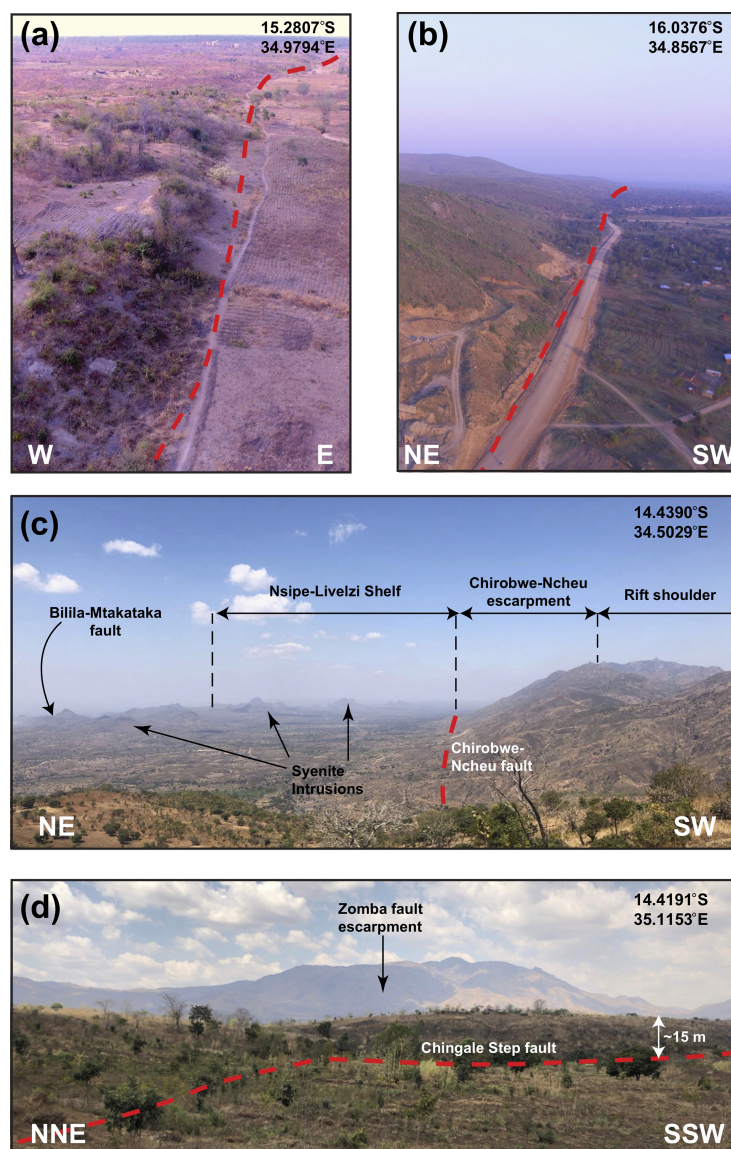 (a)
15.2807°S
34.9794°E
W
E
(b)
16.0376°S
34.8567°E
NE
SW
(c)
14.4390°S
34.5029°E
Nsipe-Livelzi Shelf
Chirobwe-Ncheu
escarpment
Rift shoulder
Bilila-Mtakataka
fault
Chirobwe-
Ncheu fault
Syenite
Intrusions
NE
SW
(d)
14.4191°S
35.1153°E
Zomba fault
escarpment
~15 m
Chingale Step fault
NNE
SSW